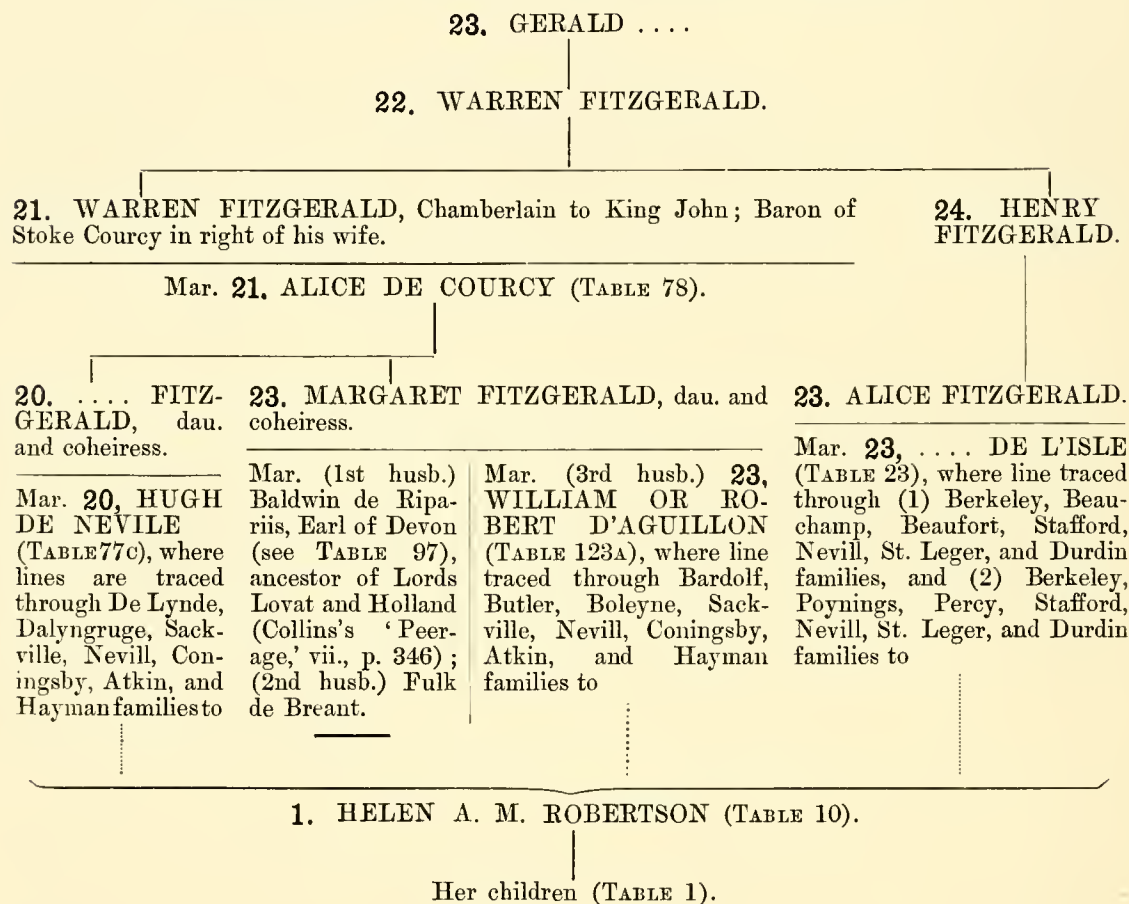 23. GERALD ....
22. WARREN FITZGERALD.
21. WARREN FITZGERALD, Chamberlain to King John; Baron of
Stoke Courcy in right of his wife.
Mar. 21. ALICE DE COURCY (TABLE 78).
24. HENRY
FITZGERALD.
20. .... FITZ-
GERALD, dau.
and coheiress.
Mar. 20, HUGH
DE NEVILE
(TABLE 77C), where
lines are traced
through De Lynde,
Dalyngruge, Sack-
ville, Nevill, Con-
ingsby, Atkin, and
Hayman families to
23. MARGARET FITZGERALD, dau. and
coheiress.
Mar. (1st husb.)
Baldwin de Ripa-
riis, Earl of Devon
(see TABLE 97),
ancestor of Lords
Lovat and Holland
(Collins's 'Peer-
age,' vii., p. 346);
(2nd husb.) Fulk
de Breant.
Mar. (3rd husb.) 23,
WILLIAM OR RO-
BERT D'AGUILLON
(TABLE 123A), where line
traced through Bardolf,
Butler, Boleyne, Sack-
ville, Nevill, Coningsby,
Atkin, and Hayman
families to
23. ALICE FITZGERALD.
Mar. 23, .... DE L'ISLE
(TABLE 23), where line traced
through (1) Berkeley, Beau-
champ, Beaufort, Stafford,
Nevill, St. Leger, and Durdin
families, and (2) Berkeley,
Poynings, Percy, Stafford,
Nevill, St. Leger, and Durdin
families to
1. HELEN A. M. ROBERTSON (TABLE 10).
Her children (TABLE 1).